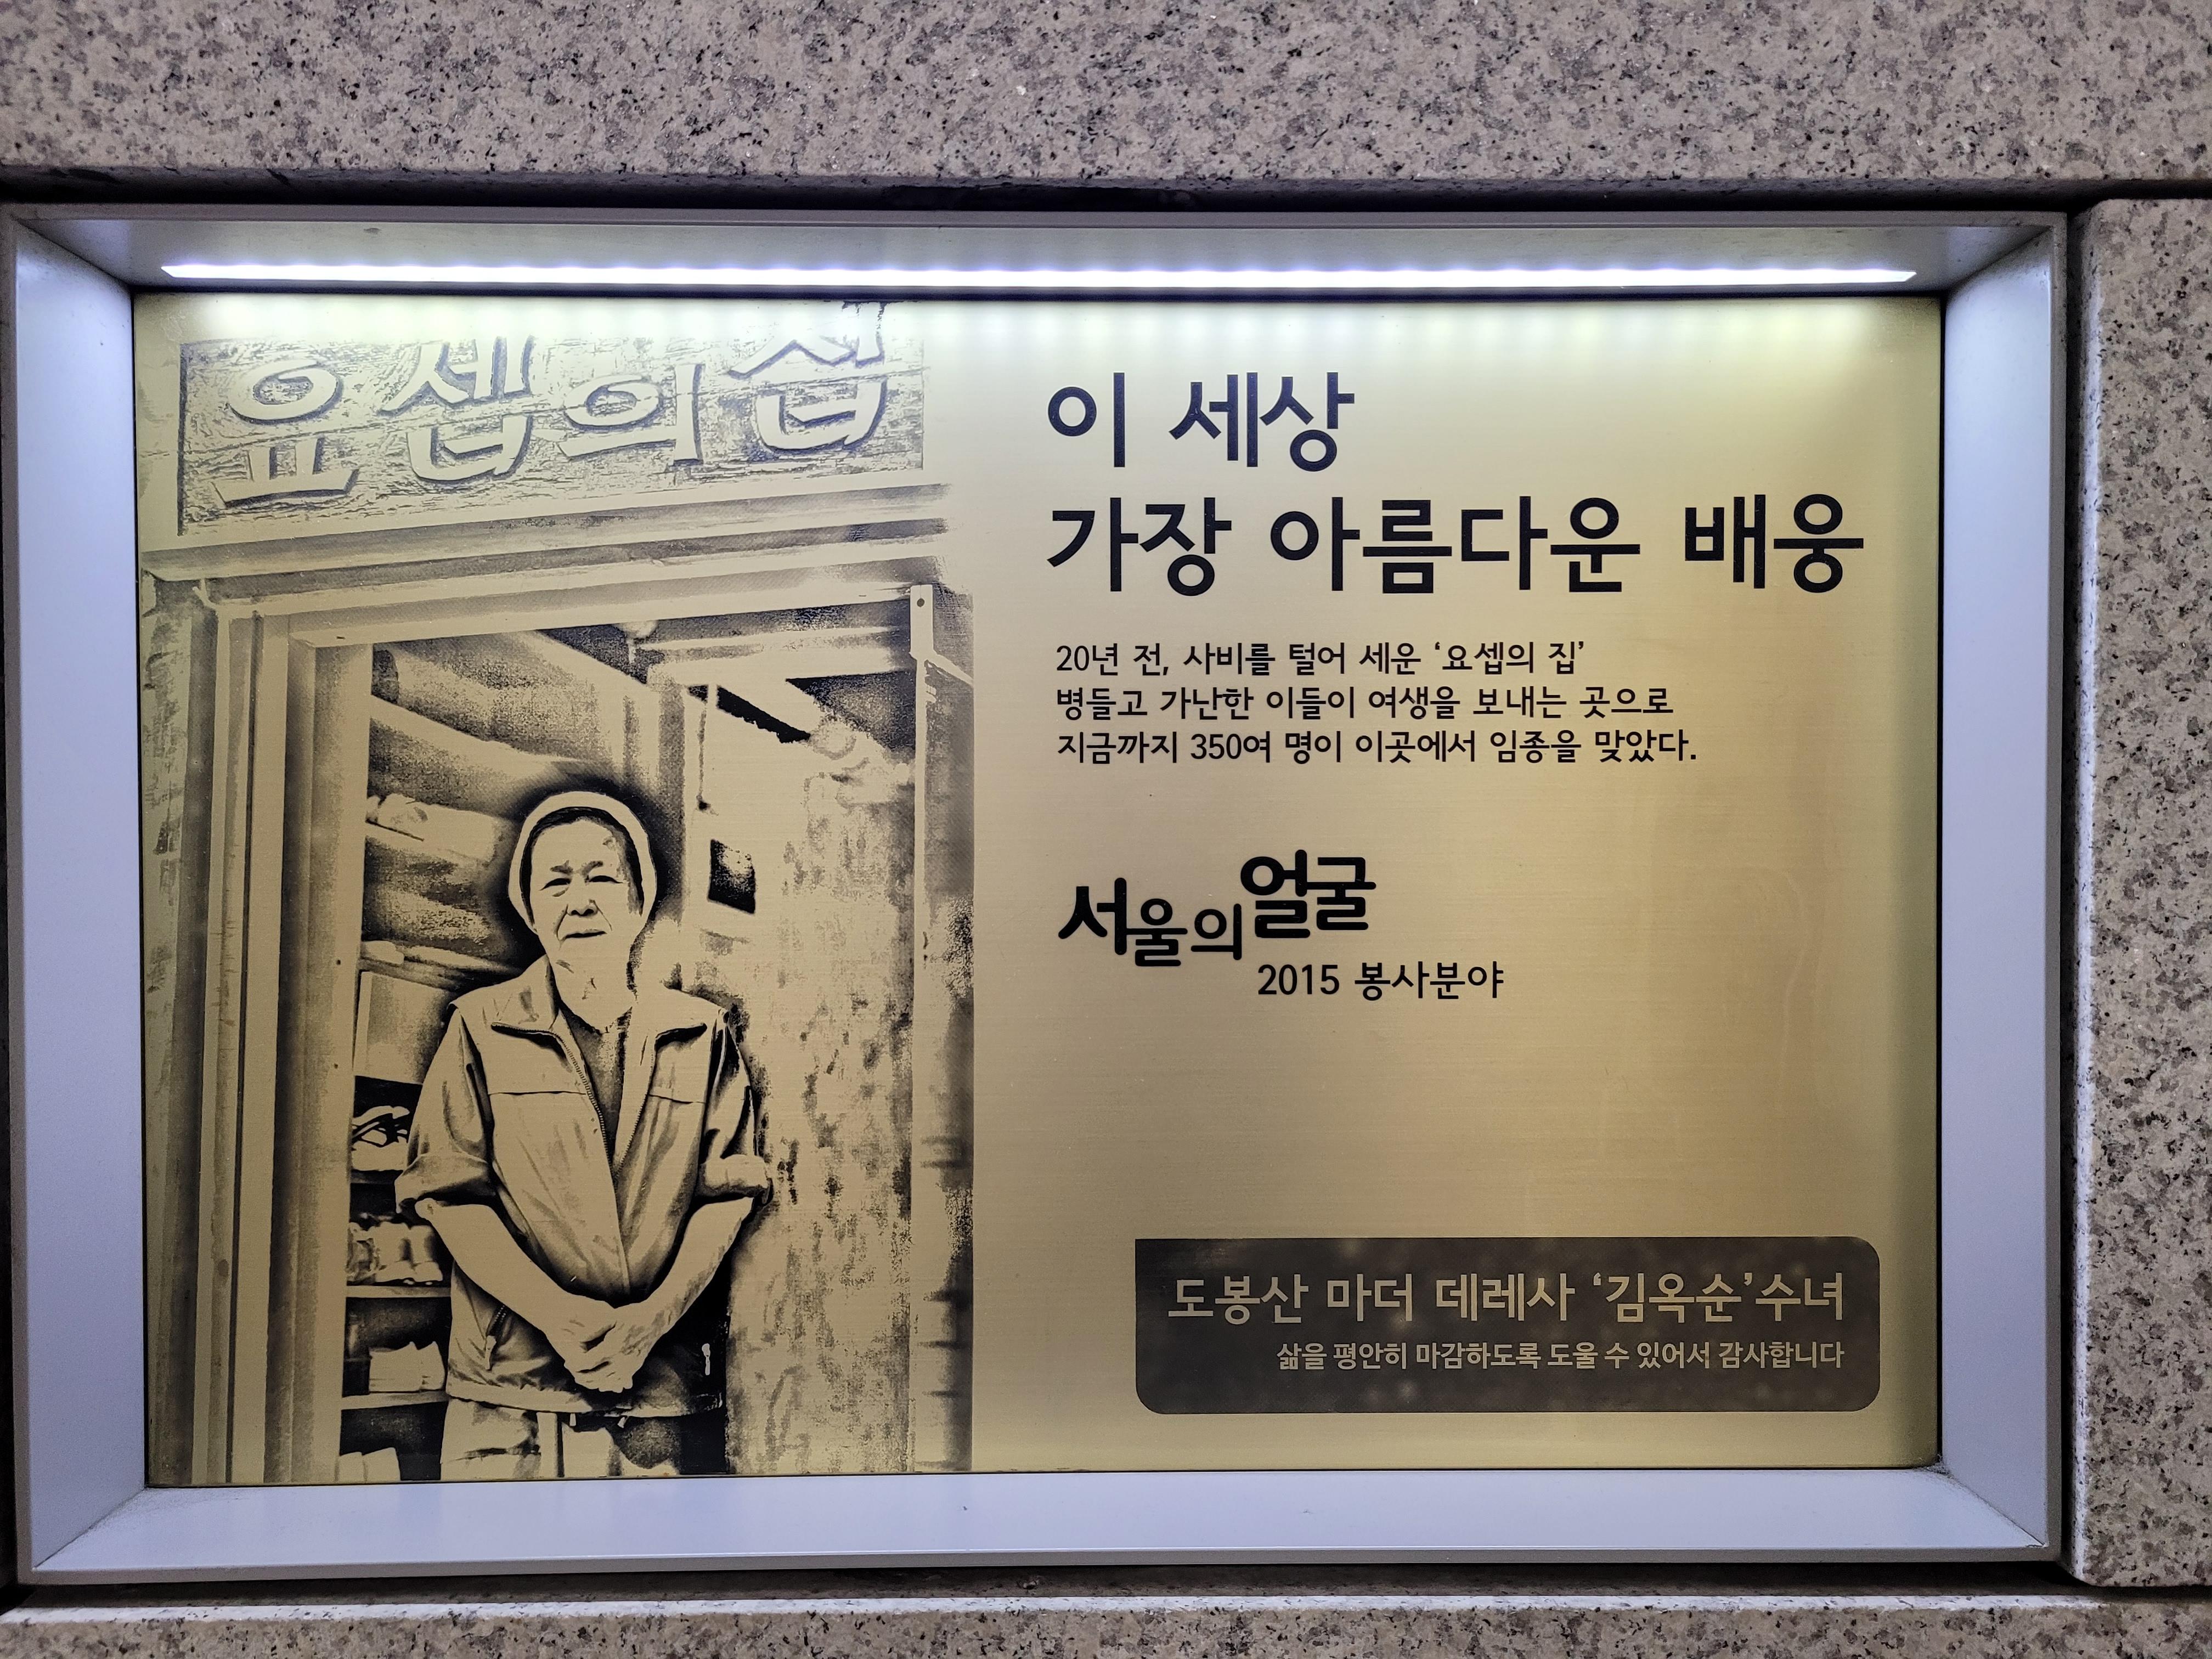 요셉의 집
이 세상
가장 아름다운 배웅
20년 전, 사비를 털어 세운 ‘요셉의 집’
병들고 가난한 이들이 여생을 보내는 곳으로
지금까지 350여 명이 이곳에서 임종을 맞았다.
서울의 얼굴
2015 봉사분야
도봉산 마더 데레사 ‘김옥순’수녀
삶을 평안히 마감하도록 도울 수 있어서 감사합니다